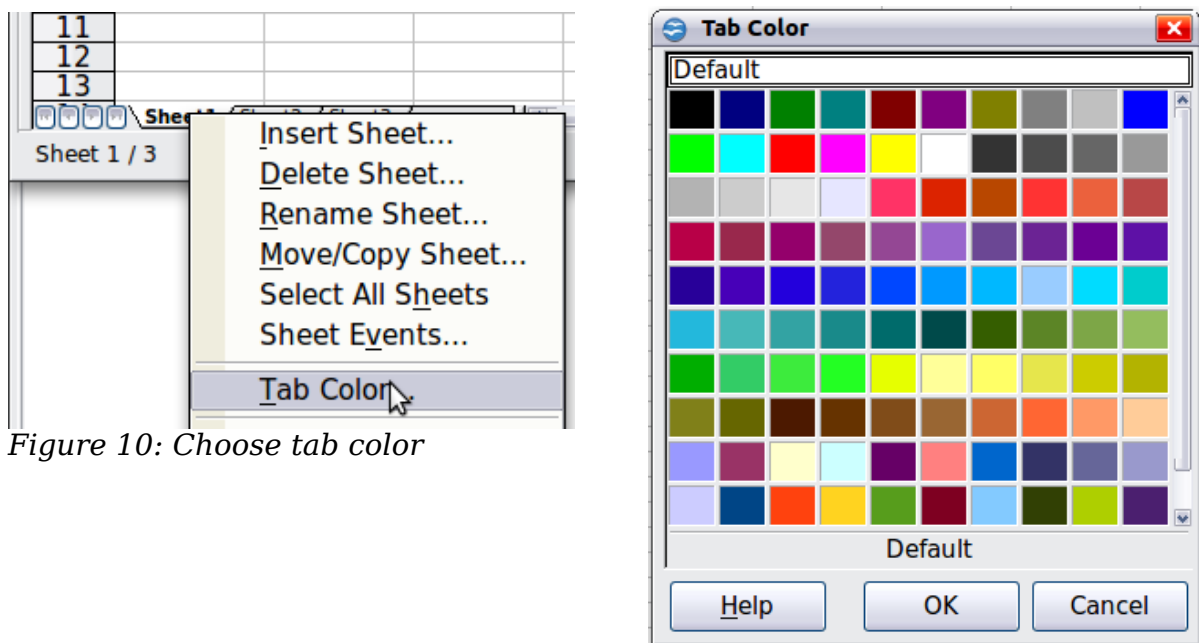 11
12
13
Sheet1
Sheet 1 / 3
Insert Sheet...
Delete Sheet...
Rename Sheet...
Move/Copy Sheet...
Select All Sheets
Sheet Events...
Tab Color...
Figure 10: Choose tab color
Tab Color
Default
Default
Help
OK
Cancel